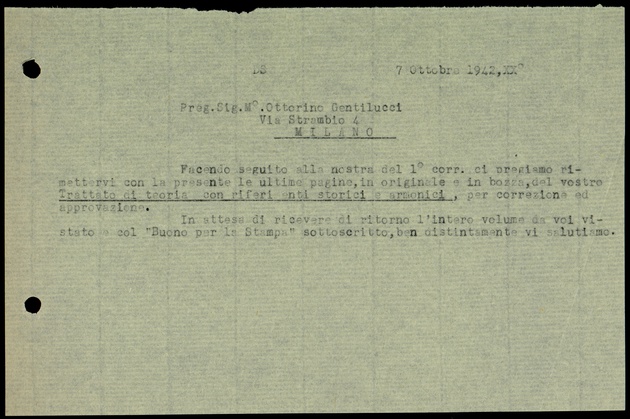 DS 7 Ottobre 1942,XX°
Preg.Sig.M°.Ottorino Gentilucci
Via Strambio 4
MILANO
Facendo seguito alla nostra del 1° corr. ci pregiamo ri-
mettervi con la presente le ultime pagine,in originale e in bozza,del vostro
Trattato di teoria con riferi enti storici e armonici , per correzione ed
approvazione.
In attesa di ricevere di ritorno l'intero volume da voi vi-
stato e col "Buono per la Stampa" sottoscritto,ben distintamente vi salutiamo.